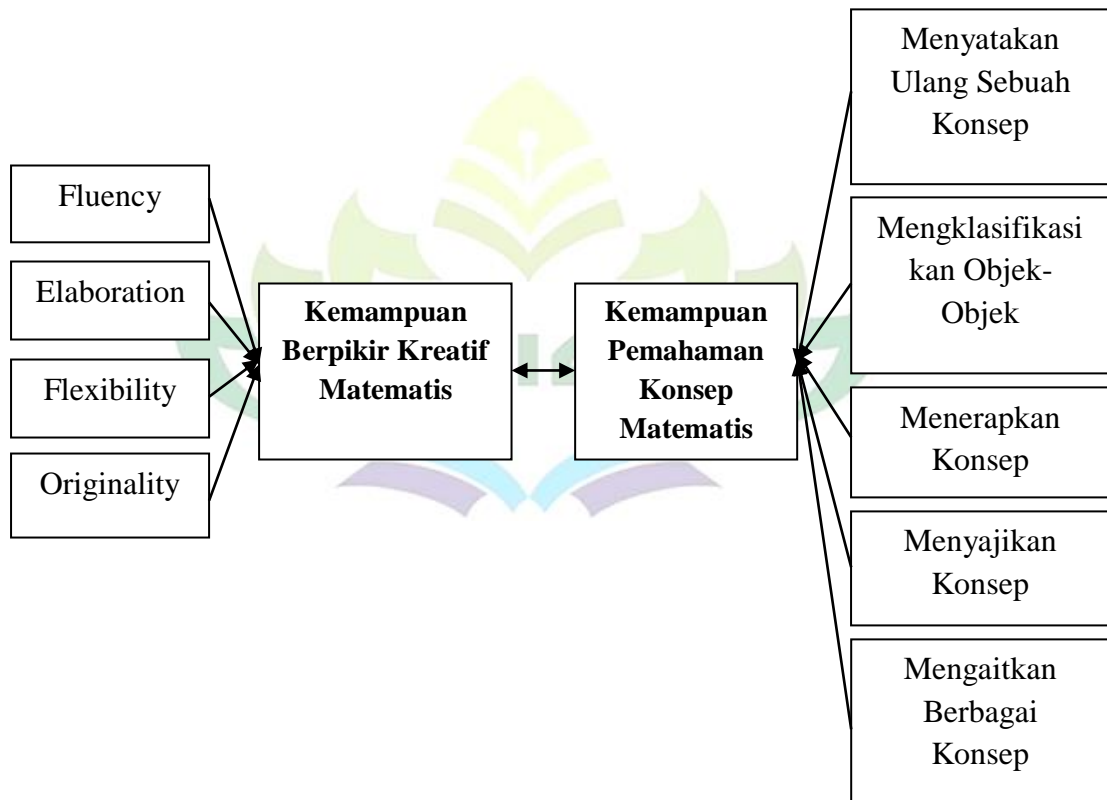 Fluency
Elaboration
Flexibility
Originality
Kemampuan
Berpikir Kreatif
Matematis
Kemampuan
Pemahaman
Konsep
Matematis
Menyatakan
Ulang Sebuah
Konsep
Mengklasifikasi
kan Objek-
Objek
Menerapkan
Konsep
Menyajikan
Konsep
Mengaitkan
Berbagai
Konsep